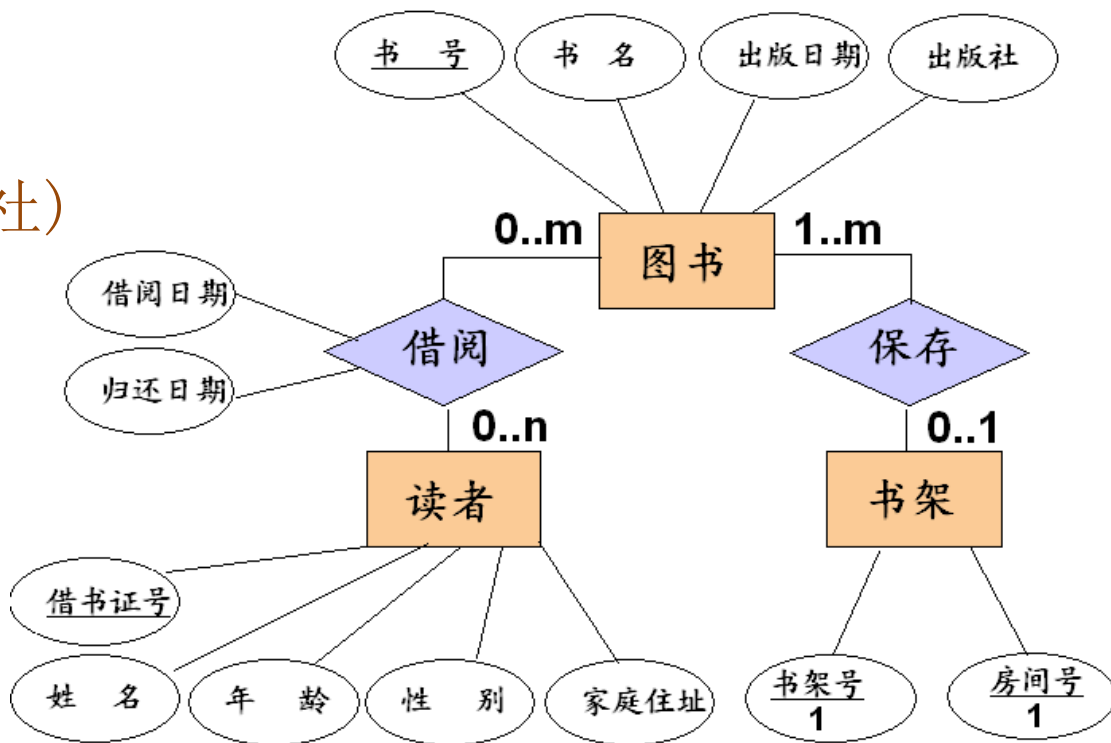 书 号
书 名
出版日期
出版社
社）
0..m
图书
1..m
借阅日期
归还日期
借阅
保存
0..n
0..1
读者
书架
借书证号
姓 名
年 龄
性 别
家庭住址
书架号
1
房间号
1